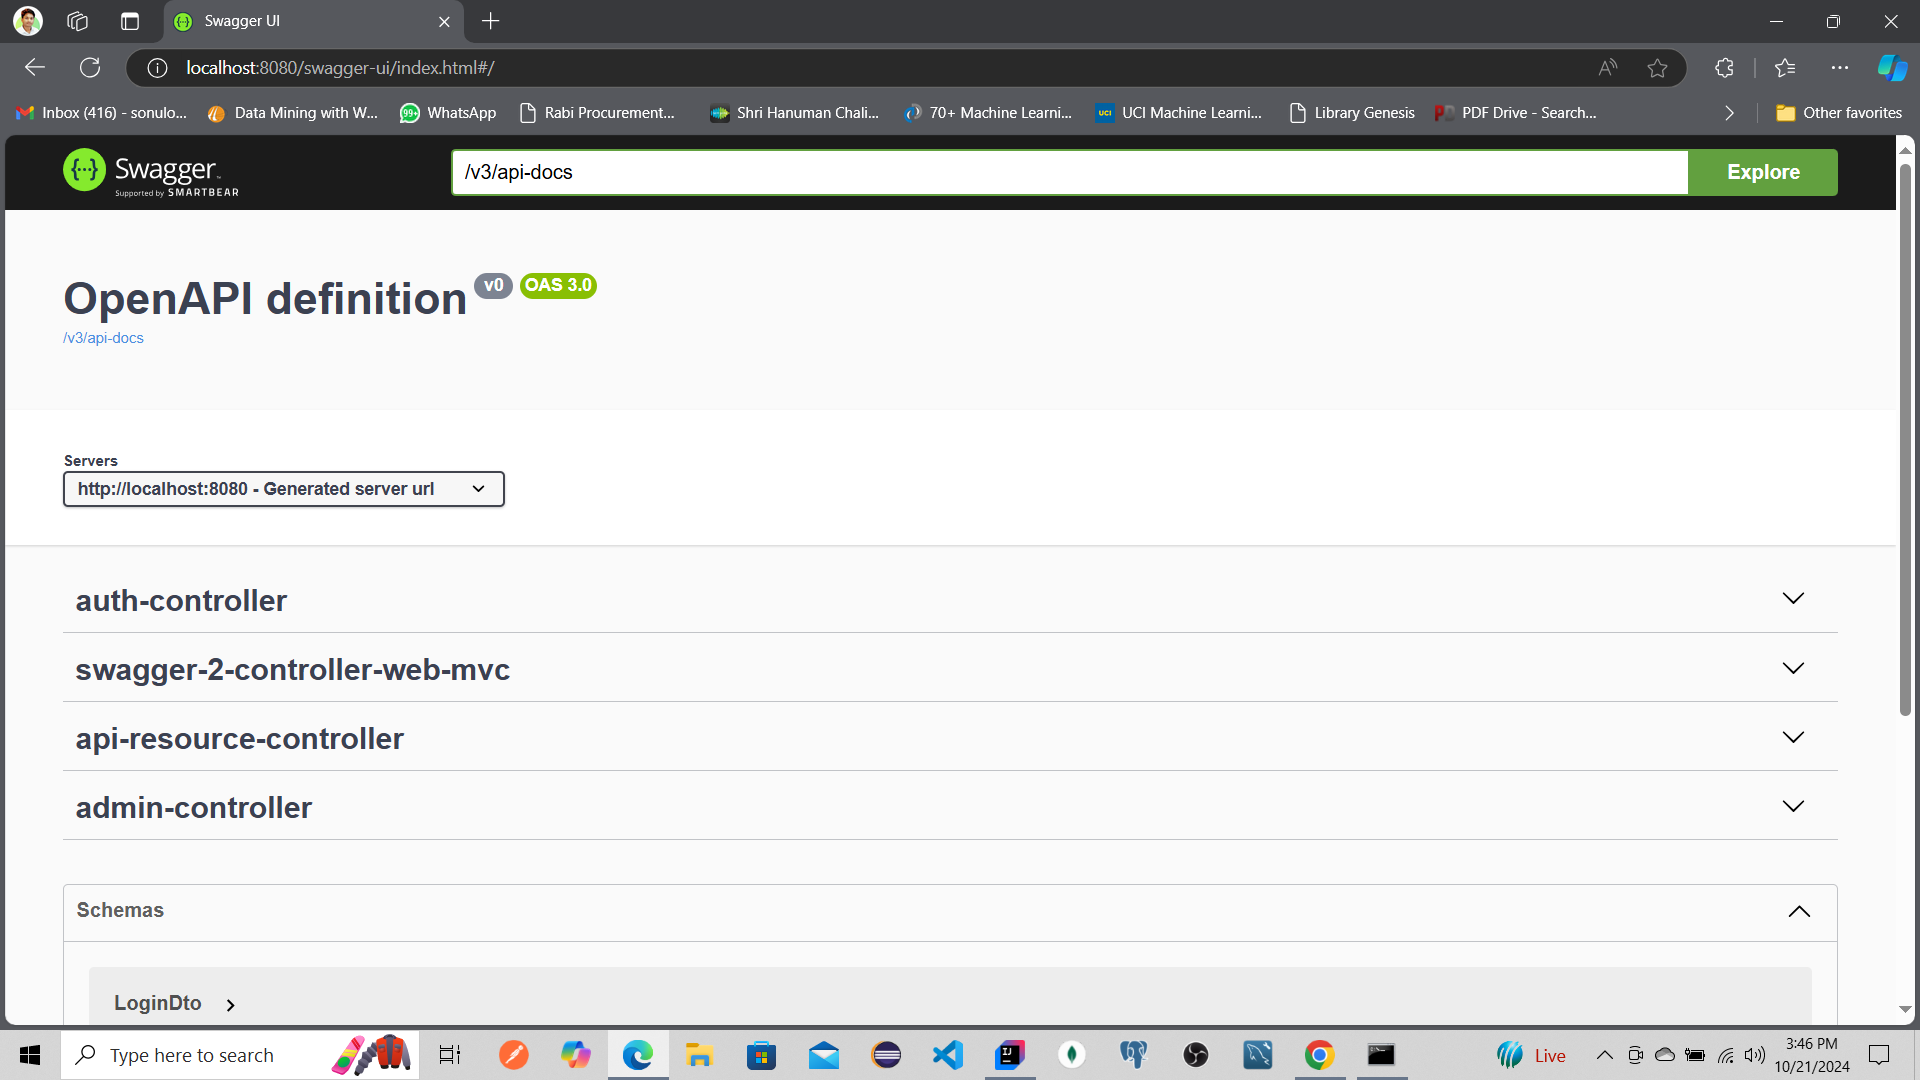 Swagger UI
localhost:8080/swagger-ui/index.html#/
Inbox (416) - sonulo...
Data Mining with W...
99+
WhatsApp
Rabi Procurement...
Shri Hanuman Chali...
70+ Machine Learni...
UCI
UCI Machine Learni...
Library Genesis
PDF Drive - Search...
Other favorites
Swagger
Supported by SMARTBEAR
/v3/api-docs
Explore
OpenAPI definition v0 OAS 3.0
/v3/api-docs
Servers
http://localhost:8080 - Generated server url
auth-controller
swagger-2-controller-web-mvc
api-resource-controller
admin-controller
Schemas
LoginDto
Type here to search
Live
3:46 PM
10/21/2024